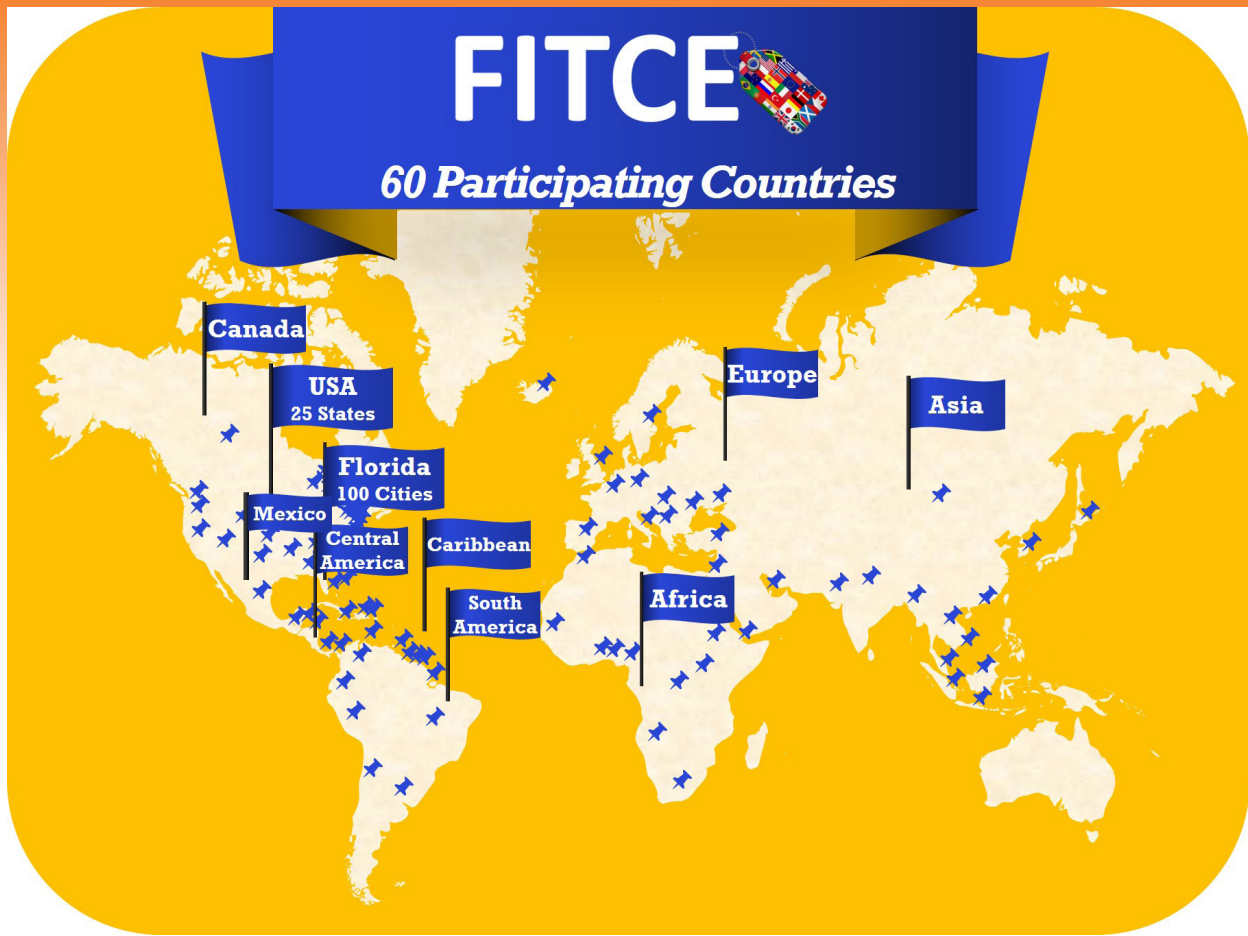 FITCE
60 Participating Countries
Canada
USA
25 States
Europe
Asia
Florida
100 Cities
Mexico
Central
America
Caribbean
South
America
Africa